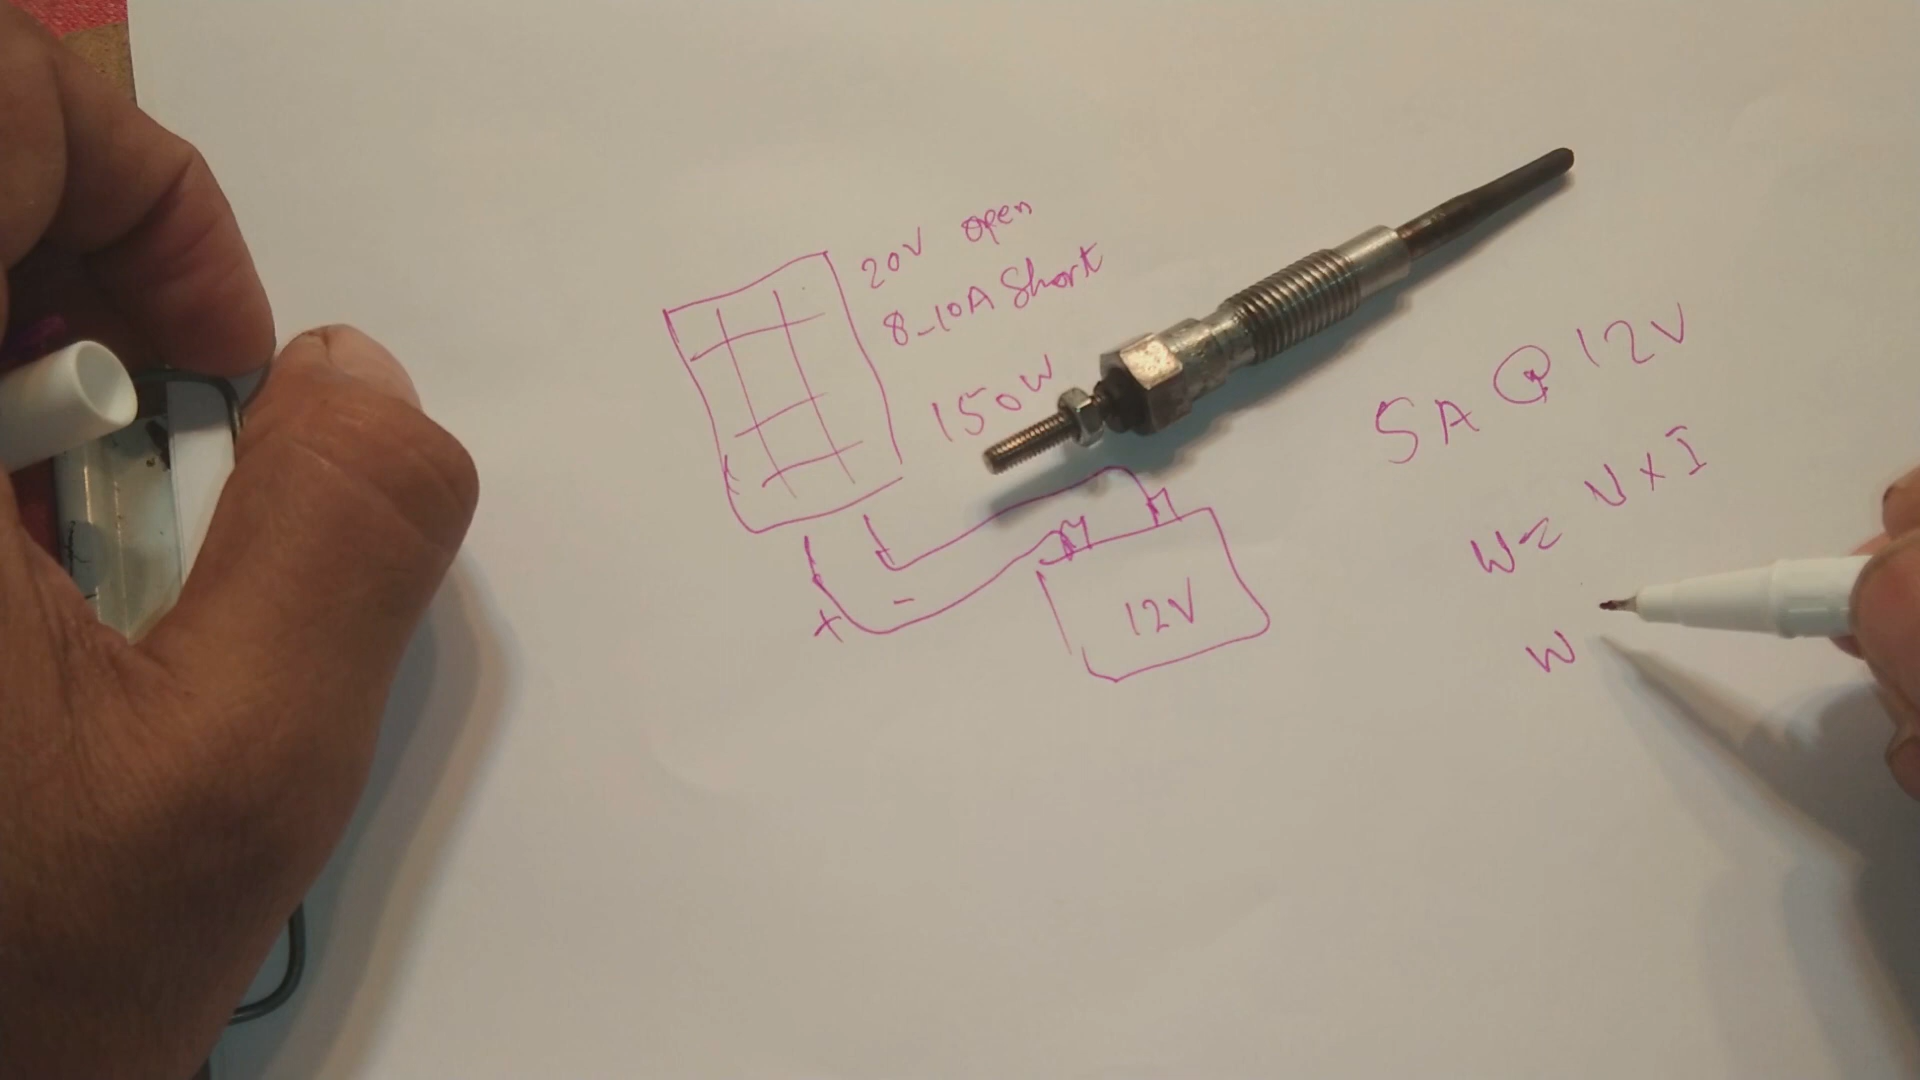 20V open
8-10A Short
150W
+ -
12V
5A @ 12V
W= V x I
W